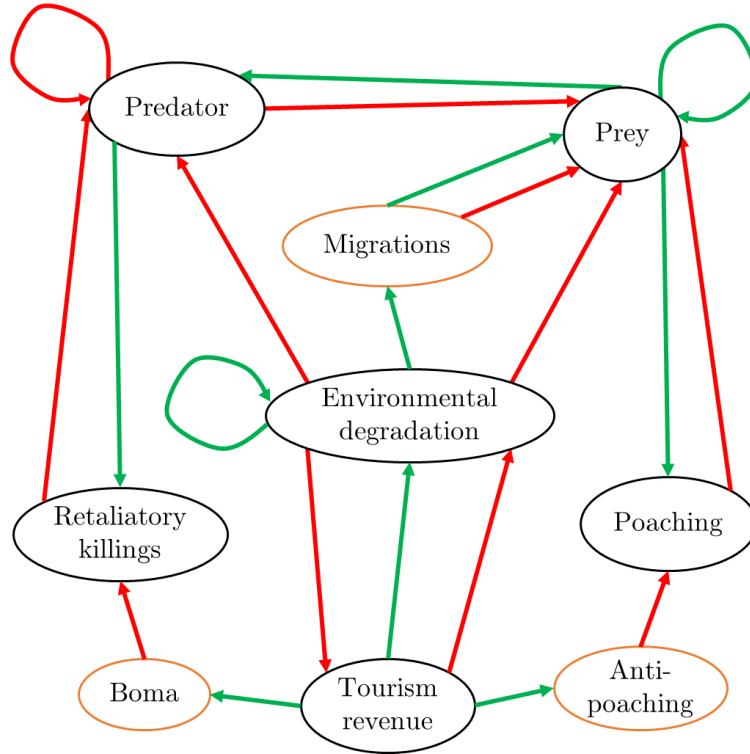 Predator
Prey
Migrations
Environmental
degradation
Retaliatory
killings
Poaching
Boma
Tourism
revenue
Anti-
poaching